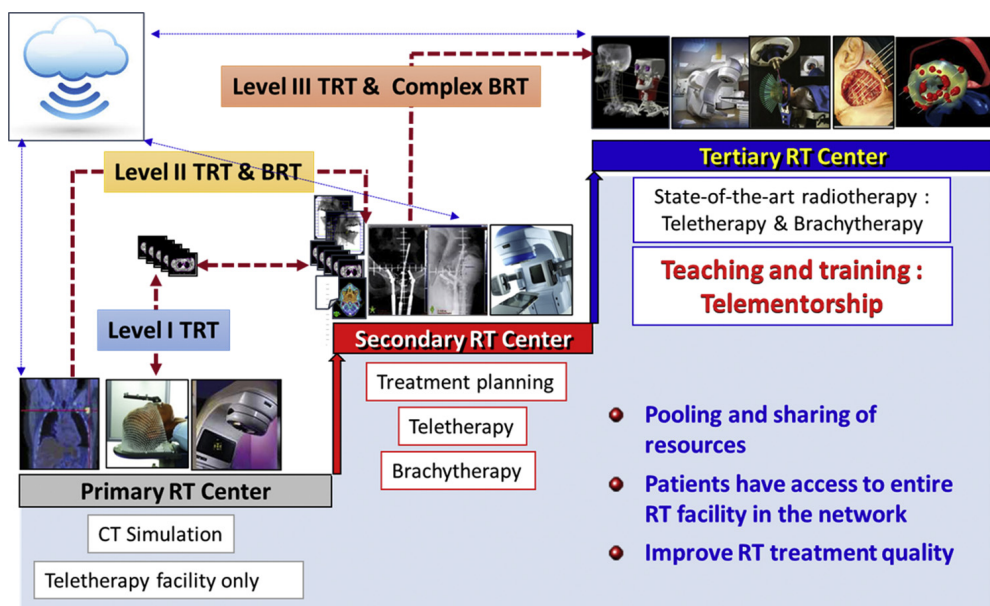 Level III TRT & Complex BRT
Level II TRT & BRT
Level I TRT
Tertiary RT Center
State-of-the-art radiotherapy :
Teletherapy & Brachytherapy
Teaching and training :
Telementorship
Secondary RT Center
Treatment planning
Teletherapy
Brachytherapy
Primary RT Center
CT Simulation
Teletherapy facility only
Pooling and sharing of
resources
Patients have access to entire
RT facility in the network
Improve RT treatment quality